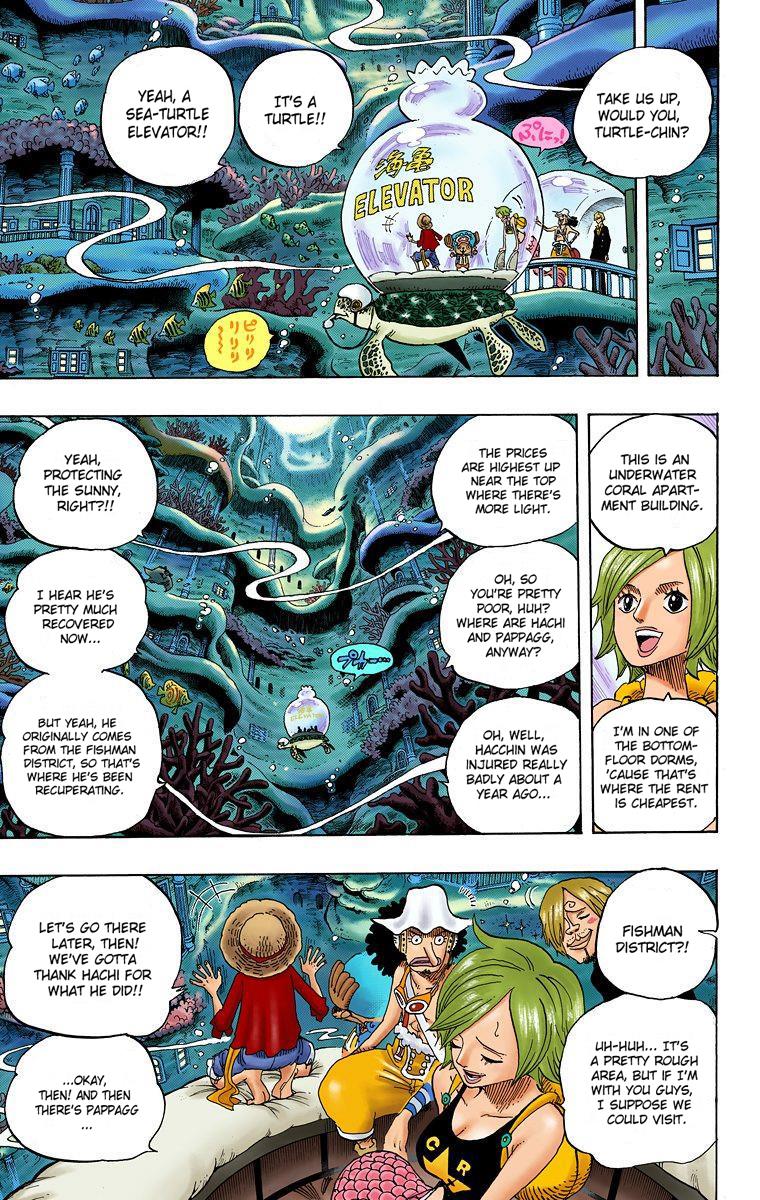 TAKE US UP,
WOULD YOU,
TURTLE-CHIN?
ぷにっ!
IT'S A
TURTLE!!
YEAH, A
SEA-TURTLE
ELEVATOR!!
海亀
ELEVATOR
ピリリ
リリリ
〜〜
THIS IS AN
UNDERWATER
CORAL APART-
MENT BUILDING.
I'M IN ONE OF
THE BOTTOM-
FLOOR DORMS,
'CAUSE THAT'S
WHERE THE RENT
IS CHEAPEST.
THE PRICES
ARE HIGHEST UP
NEAR THE TOP
WHERE THERE'S
MORE LIGHT.
OH, SO
YOU'RE PRETTY
POOR, HUH?
WHERE ARE HACHI
AND PAPPAGG,
ANYWAY?
OH, WELL,
HACCHIN WAS
INJURED REALLY
BADLY ABOUT A
YEAR AGO...
プクー…
海亀
ELEVATOR
YEAH,
PROTECTING
THE SUNNY,
RIGHT?!!
I HEAR HE'S
PRETTY MUCH
RECOVERED
NOW...
BUT YEAH, HE
ORIGINALLY COMES
FROM THE FISHMAN
DISTRICT, SO THAT'S
WHERE HE'S BEEN
RECUPERATING.
FISHMAN
DISTRICT?!
UH-HUH... IT'S
A PRETTY ROUGH
AREA, BUT IF I'M
WITH YOU GUYS,
I SUPPOSE WE
COULD VISIT.
LET'S GO THERE
LATER, THEN!
WE'VE GOTTA
THANK HACHI FOR
WHAT HE DID!!
...OKAY,
THEN! AND THEN
THERE'S PAPPAGG
...
C R